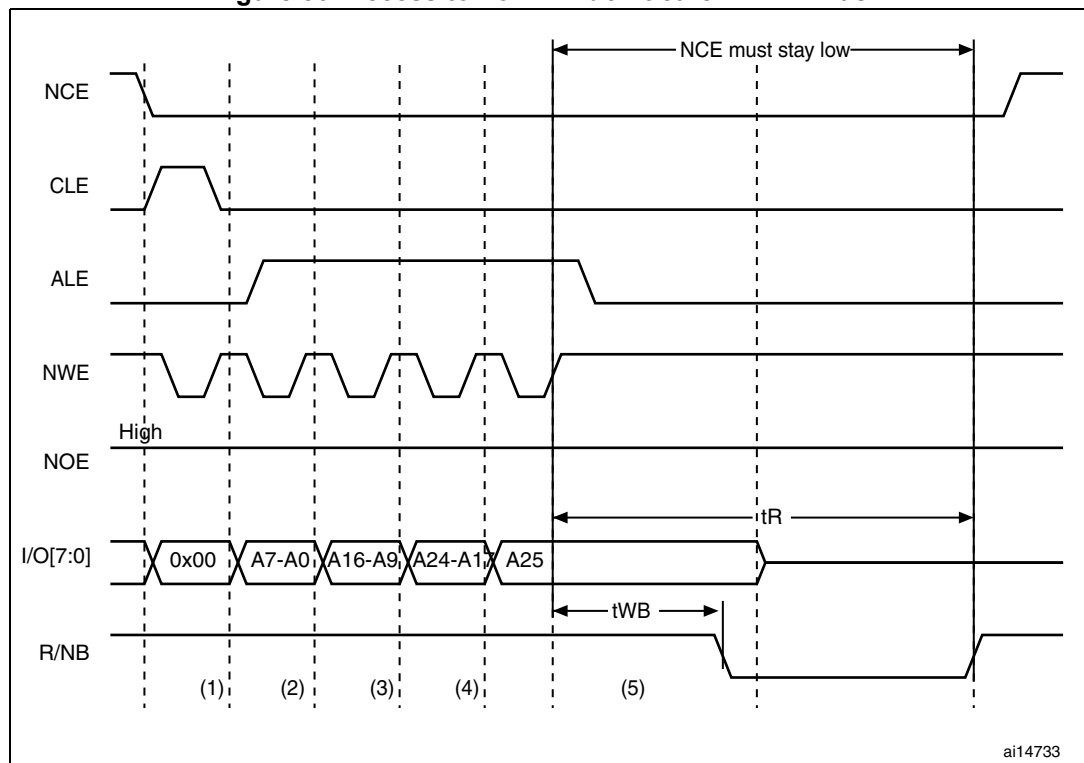 NCE must stay low
NCE
CLE
ALE
NWE
High
NOE
tR
I/O[7:0]
0x00
A7-A0
A16-A9
A24-A17
A25
tWB
R/NB
(1)
(2)
(3)
(4)
(5)
ai14733